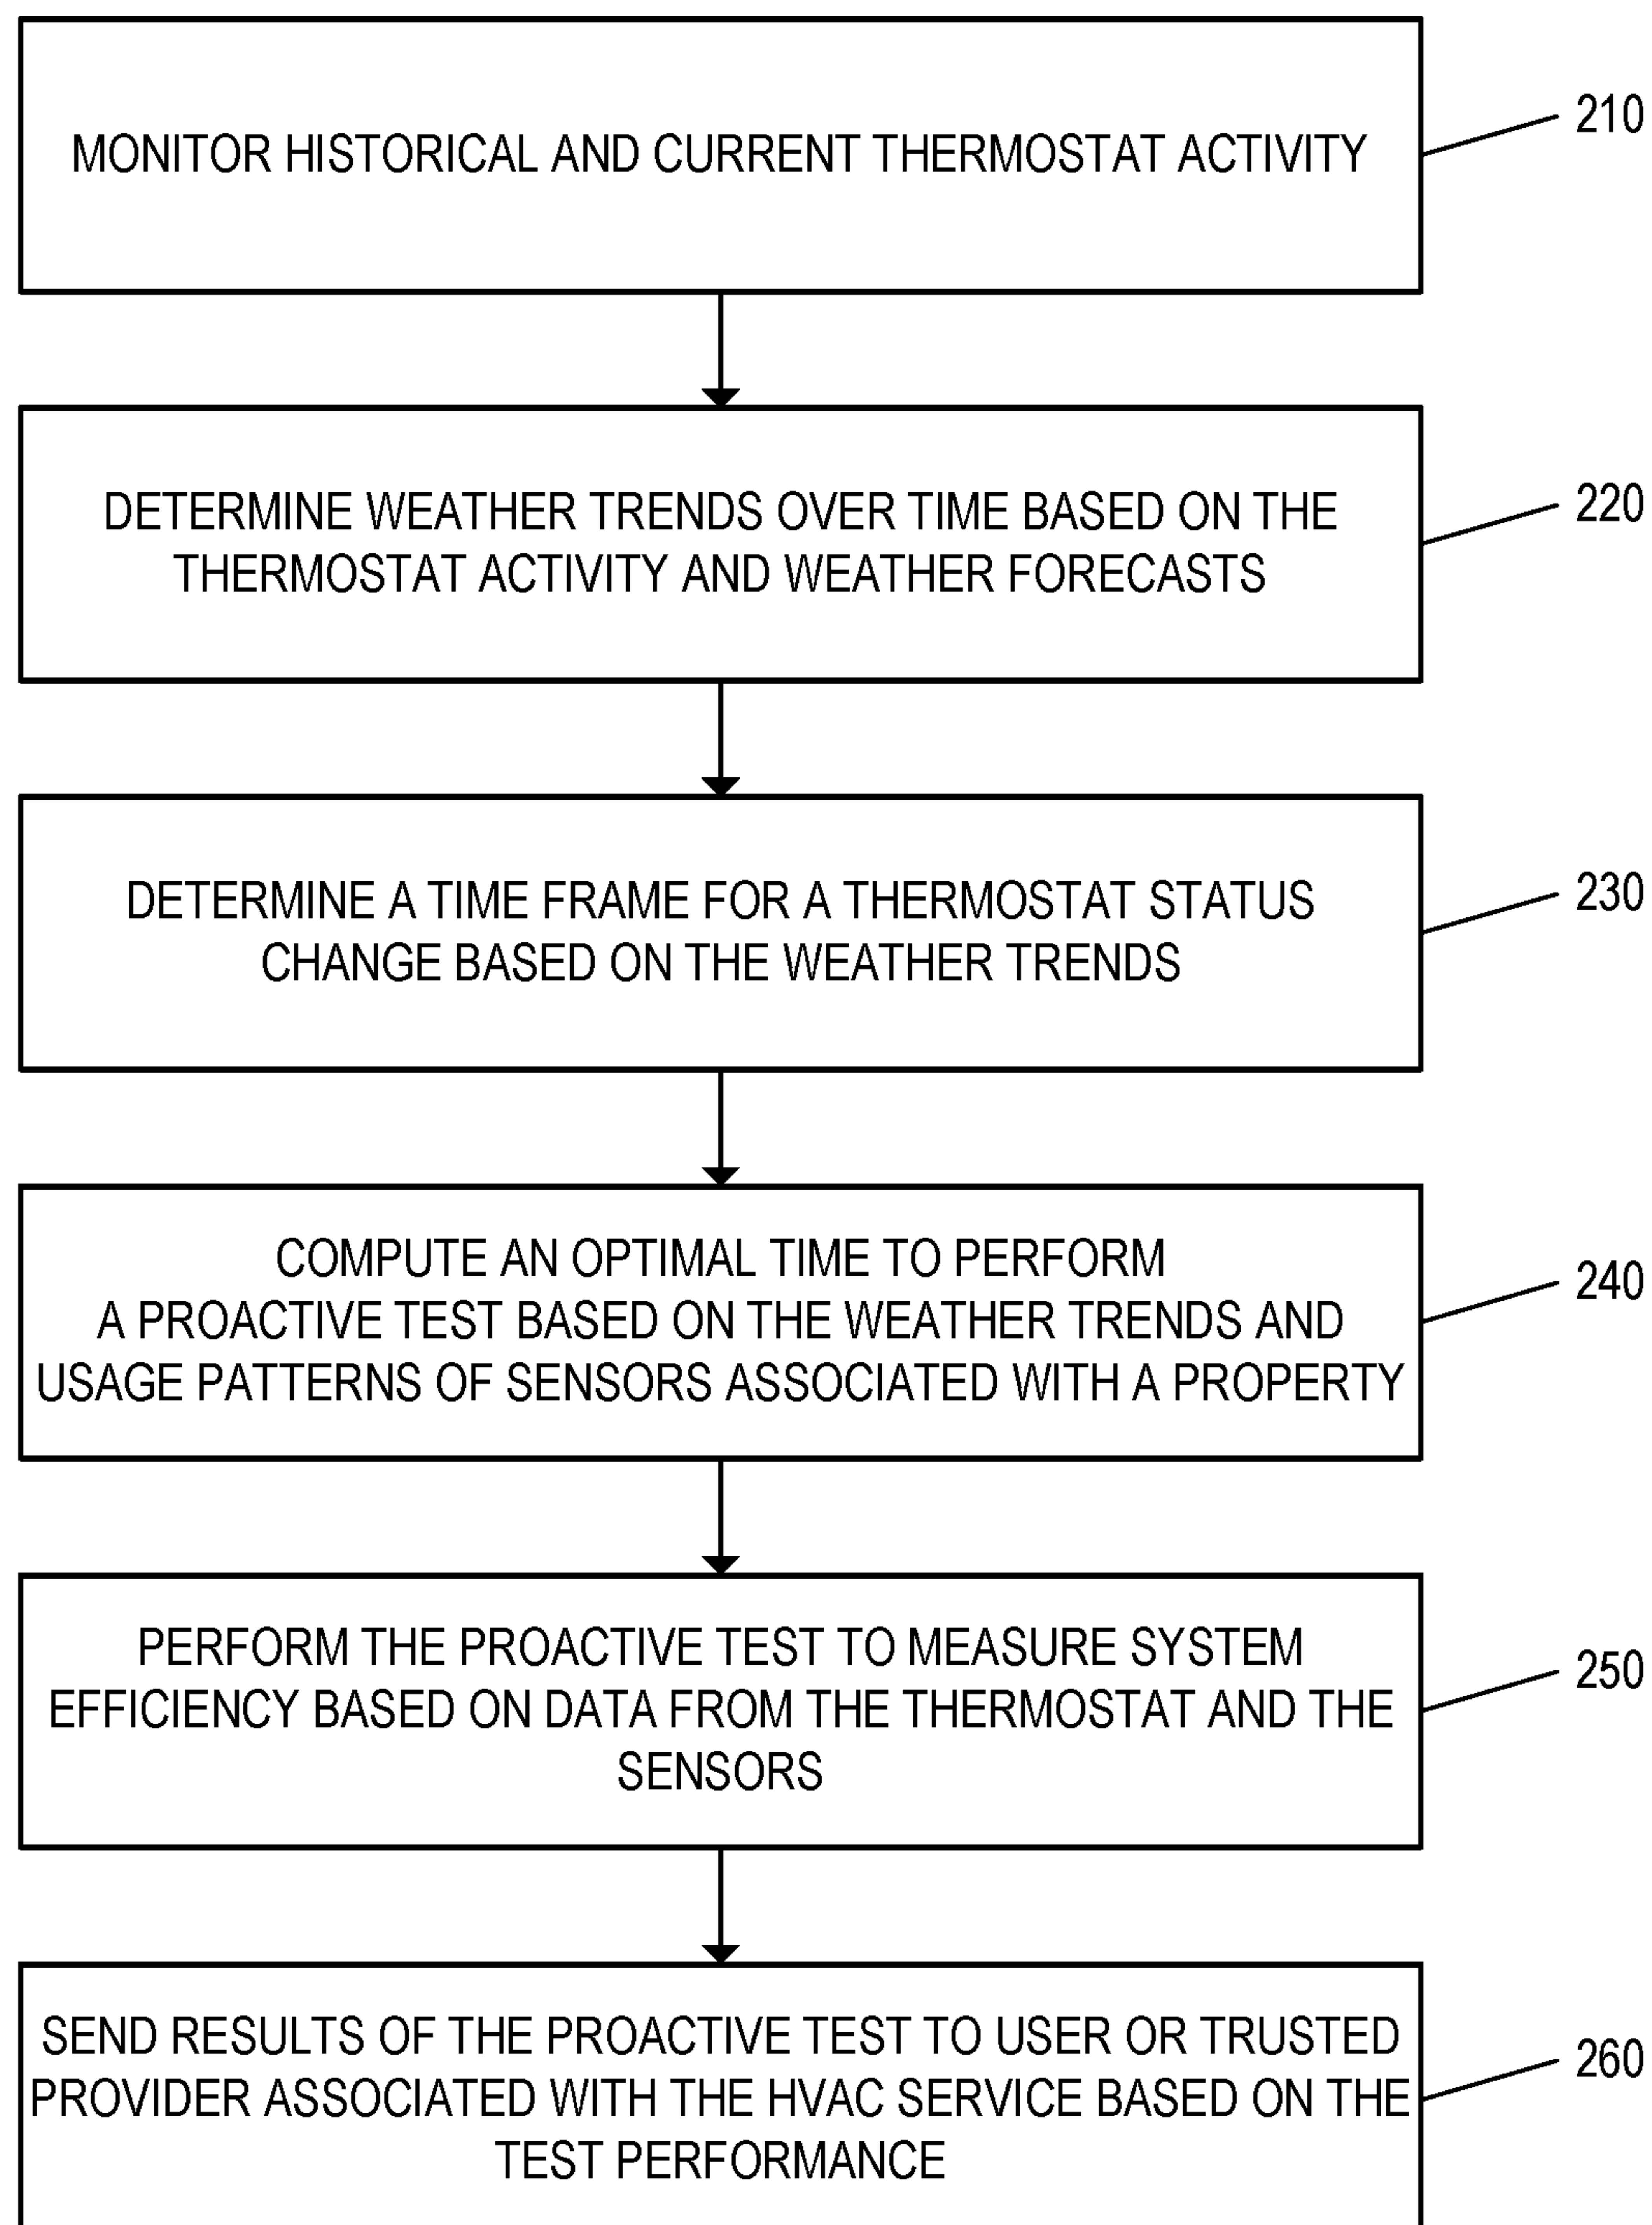 MONITOR HISTORICAL AND CURRENT THERMOSTAT ACTIVITY
210
DETERMINE WEATHER TRENDS OVER TIME BASED ON THE
THERMOSTAT ACTIVITY AND WEATHER FORECASTS
220
DETERMINE A TIME FRAME FOR A THERMOSTAT STATUS
CHANGE BASED ON THE WEATHER TRENDS
230
COMPUTE AN OPTIMAL TIME TO PERFORM
A PROACTIVE TEST BASED ON THE WEATHER TRENDS AND
USAGE PATTERNS OF SENSORS ASSOCIATED WITH A PROPERTY
240
PERFORM THE PROACTIVE TEST TO MEASURE SYSTEM
EFFICIENCY BASED ON DATA FROM THE THERMOSTAT AND THE
SENSORS
250
SEND RESULTS OF THE PROACTIVE TEST TO USER OR TRUSTED
PROVIDER ASSOCIATED WITH THE HVAC SERVICE BASED ON THE
TEST PERFORMANCE
260